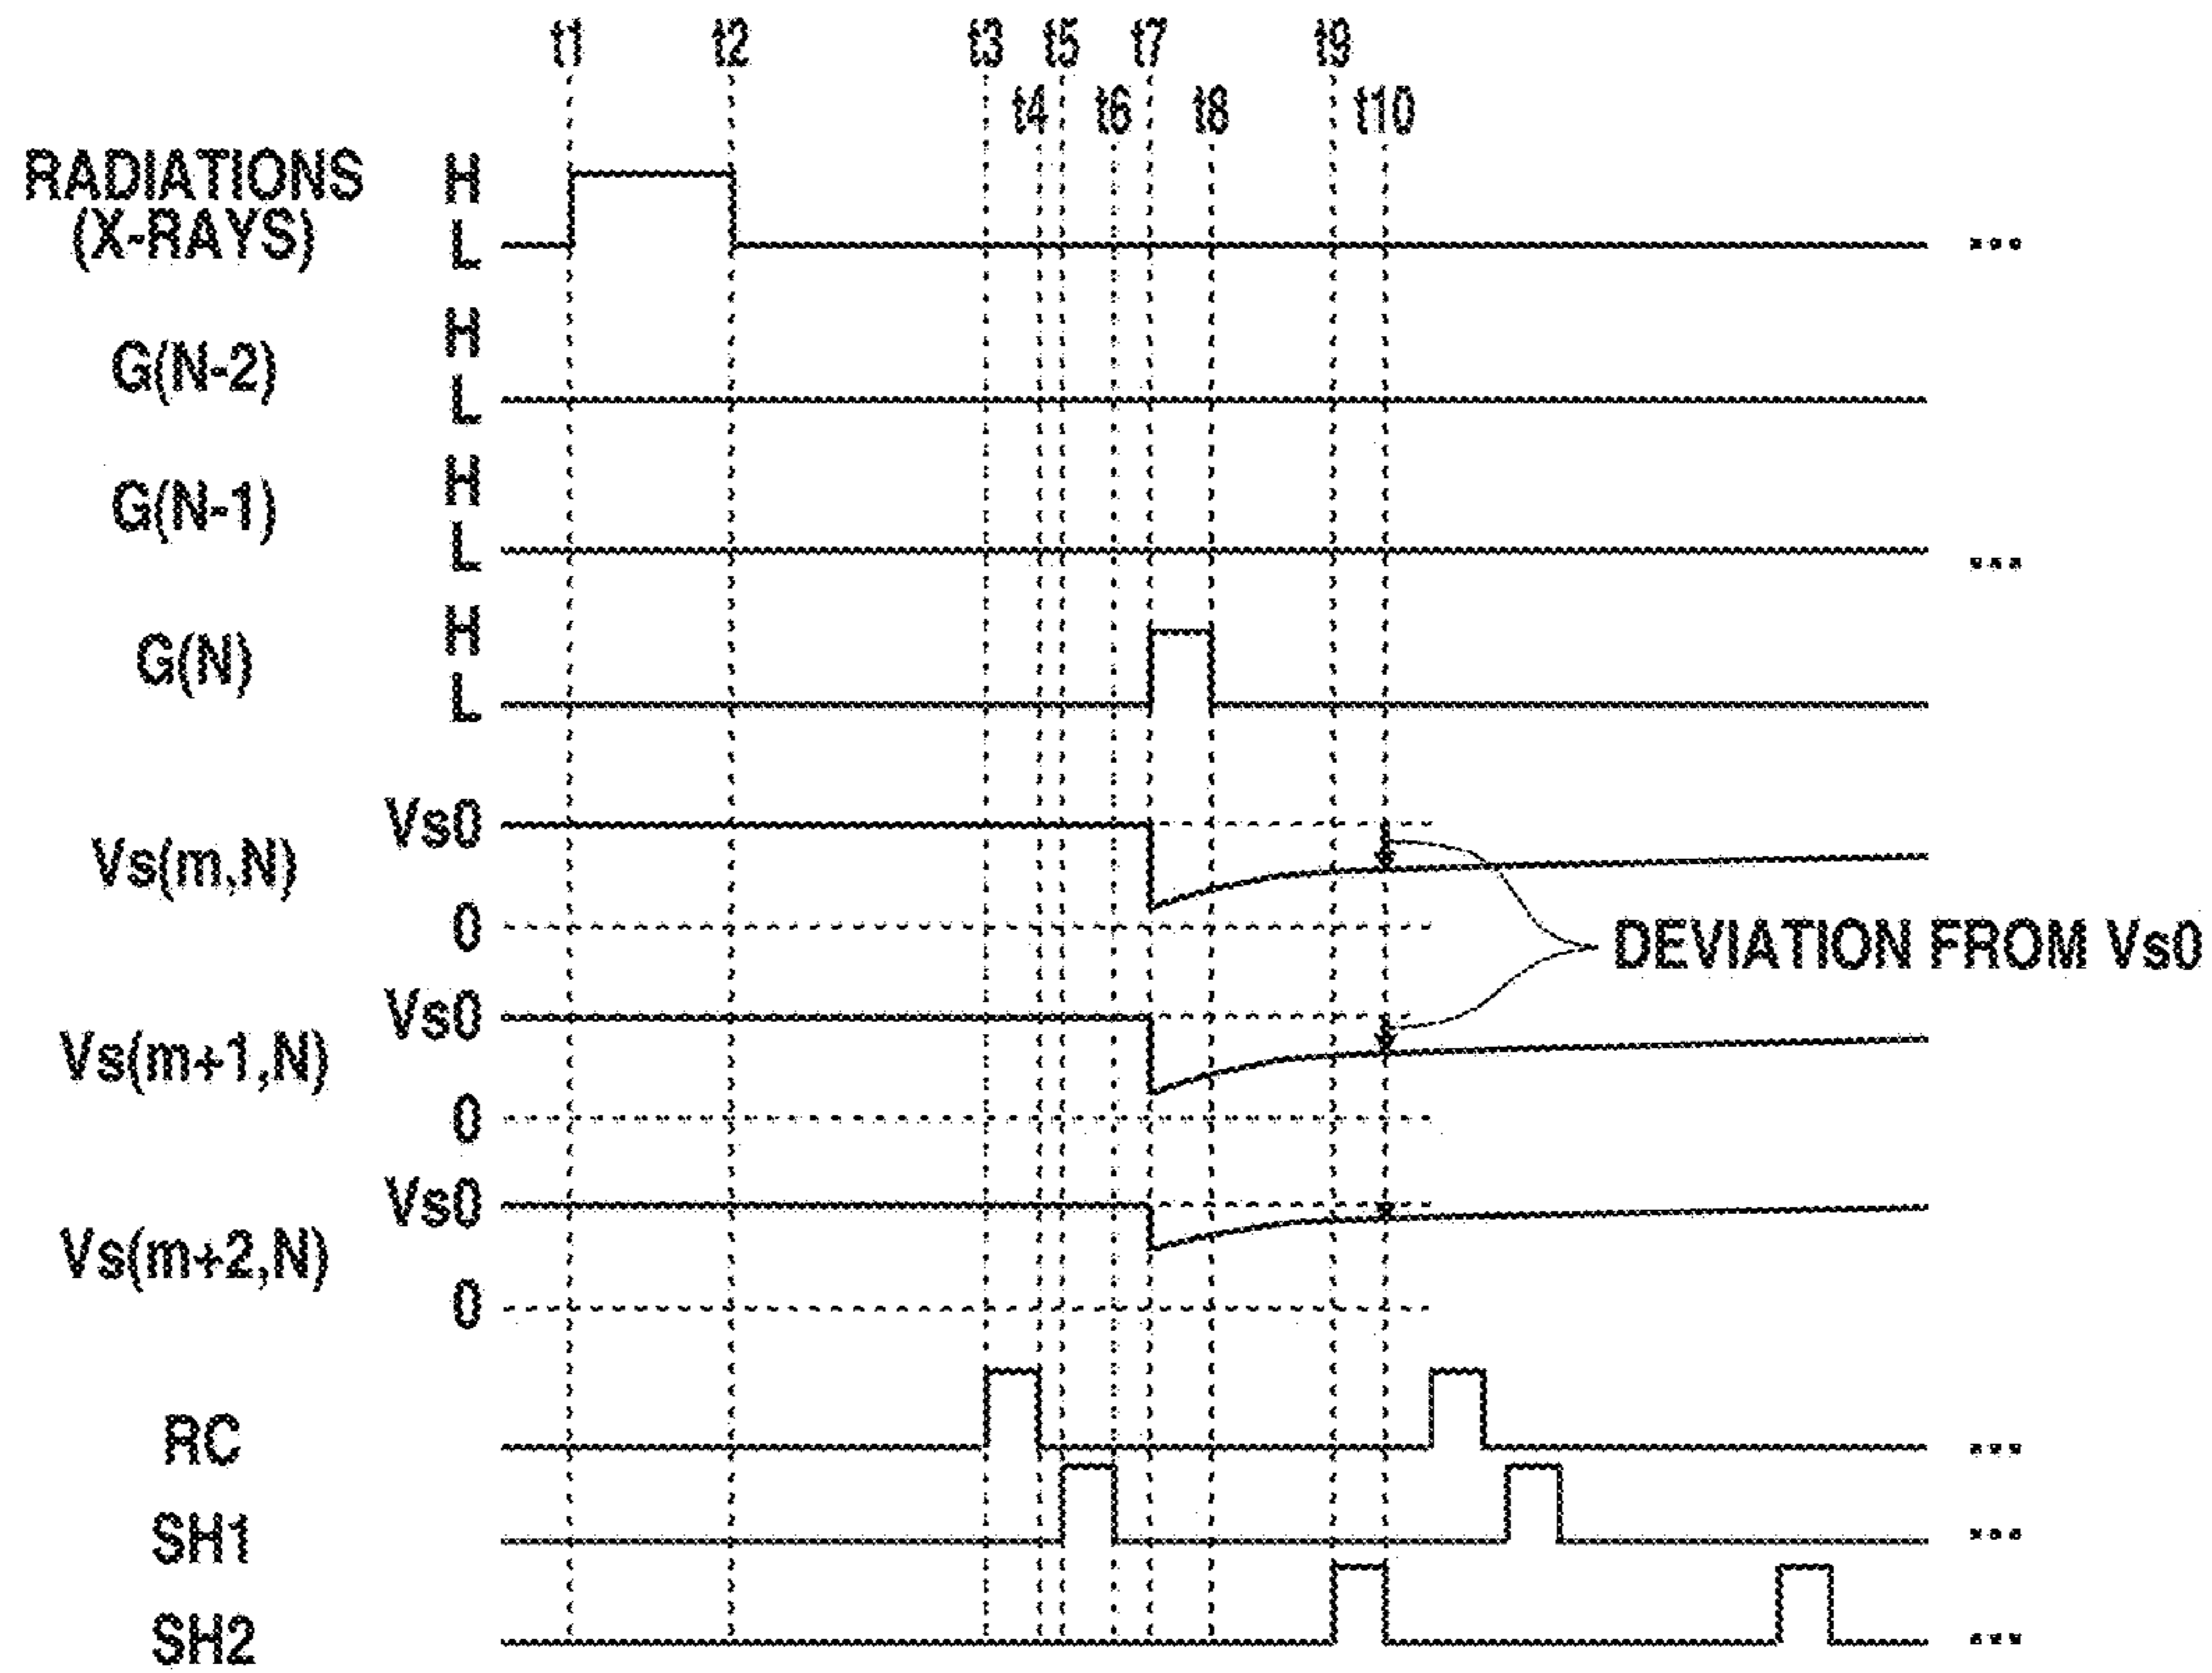 t1 t2 t3 t5 t7 t9
t4 t6 t8 t10
RADIATIONS H
(X-RAYS) L ...
H
G(N-2)
L
H
G(N-1)
L ...
H
G(N)
L
Vs0
Vs(m,N)
0 DEVIATION FROM Vs0
Vs0
Vs(m+1,N)
0
Vs0
Vs(m+2,N)
0
RC ...
SH1 ...
SH2 ...